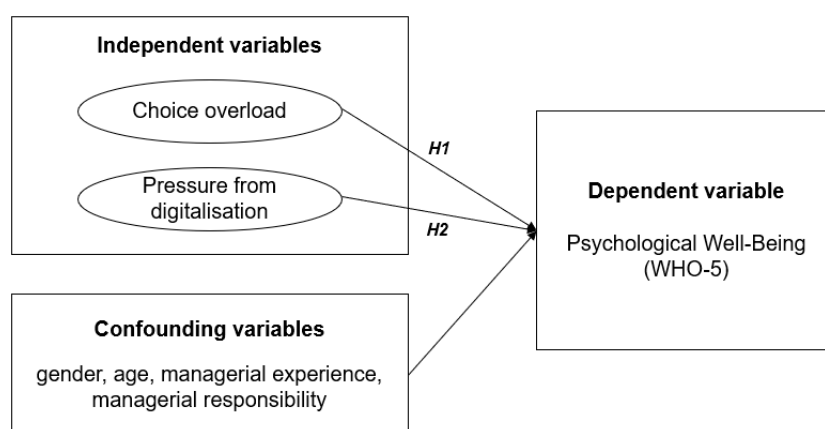 Independent variables
Choice overload
Pressure from
digitalisation
H1
H2
Dependent variable
Psychological Well-Being
(WHO-5)
Confounding variables
gender, age, managerial experience,
managerial responsibility